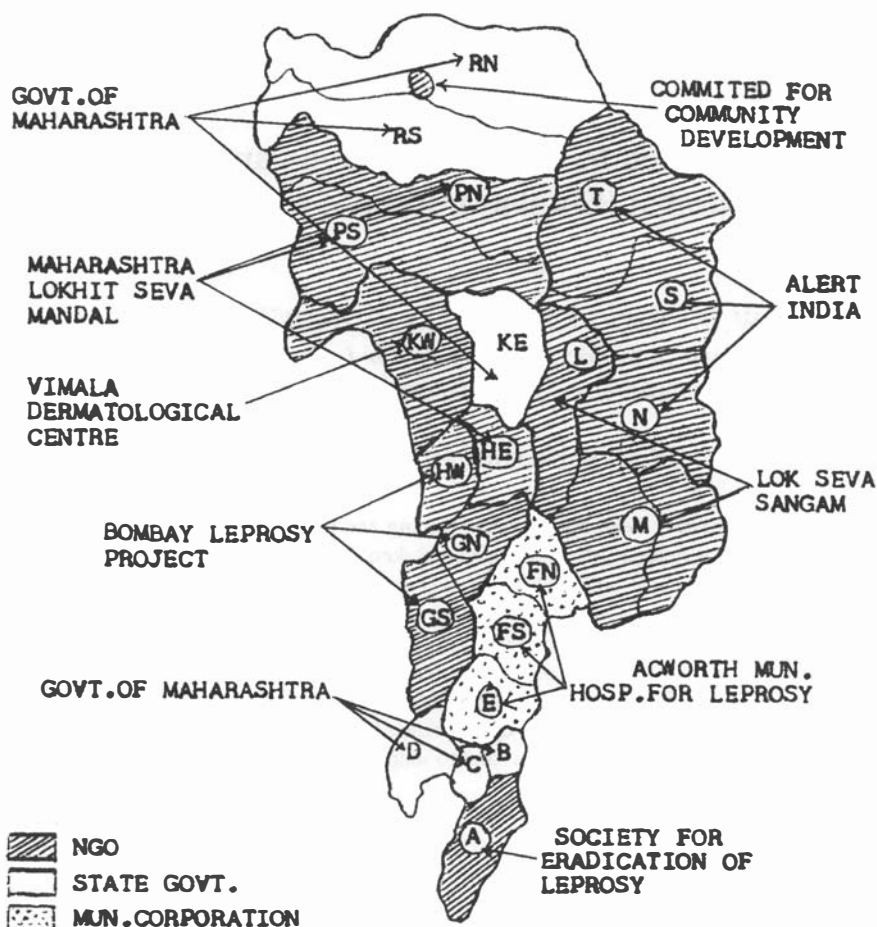 RN
GOVT.OF
MAHARASHTRA
COMMITED FOR
COMMUNITY
DEVELOPMENT
RS
PN
T
PS
MAHARASHTRA
LOKHIT SEVA
MANDAL
S
ALERT
INDIA
KW
KE
L
VIMALA
DERMATOLOGICAL
CENTRE
N
HE
HW
LOK SEVA
SANGAM
BOMBAY LEPROSY
PROJECT
GN
M
FN
GS
FS
ACWORTH MUN.
HOSP.FOR LEPROSY
GOVT.OF MAHARASHTRA
E
D
B
C
A
SOCIETY FOR
ERADICATION OF
LEPROSY
NGO
STATE GOVT.
MUN.CORPORATION